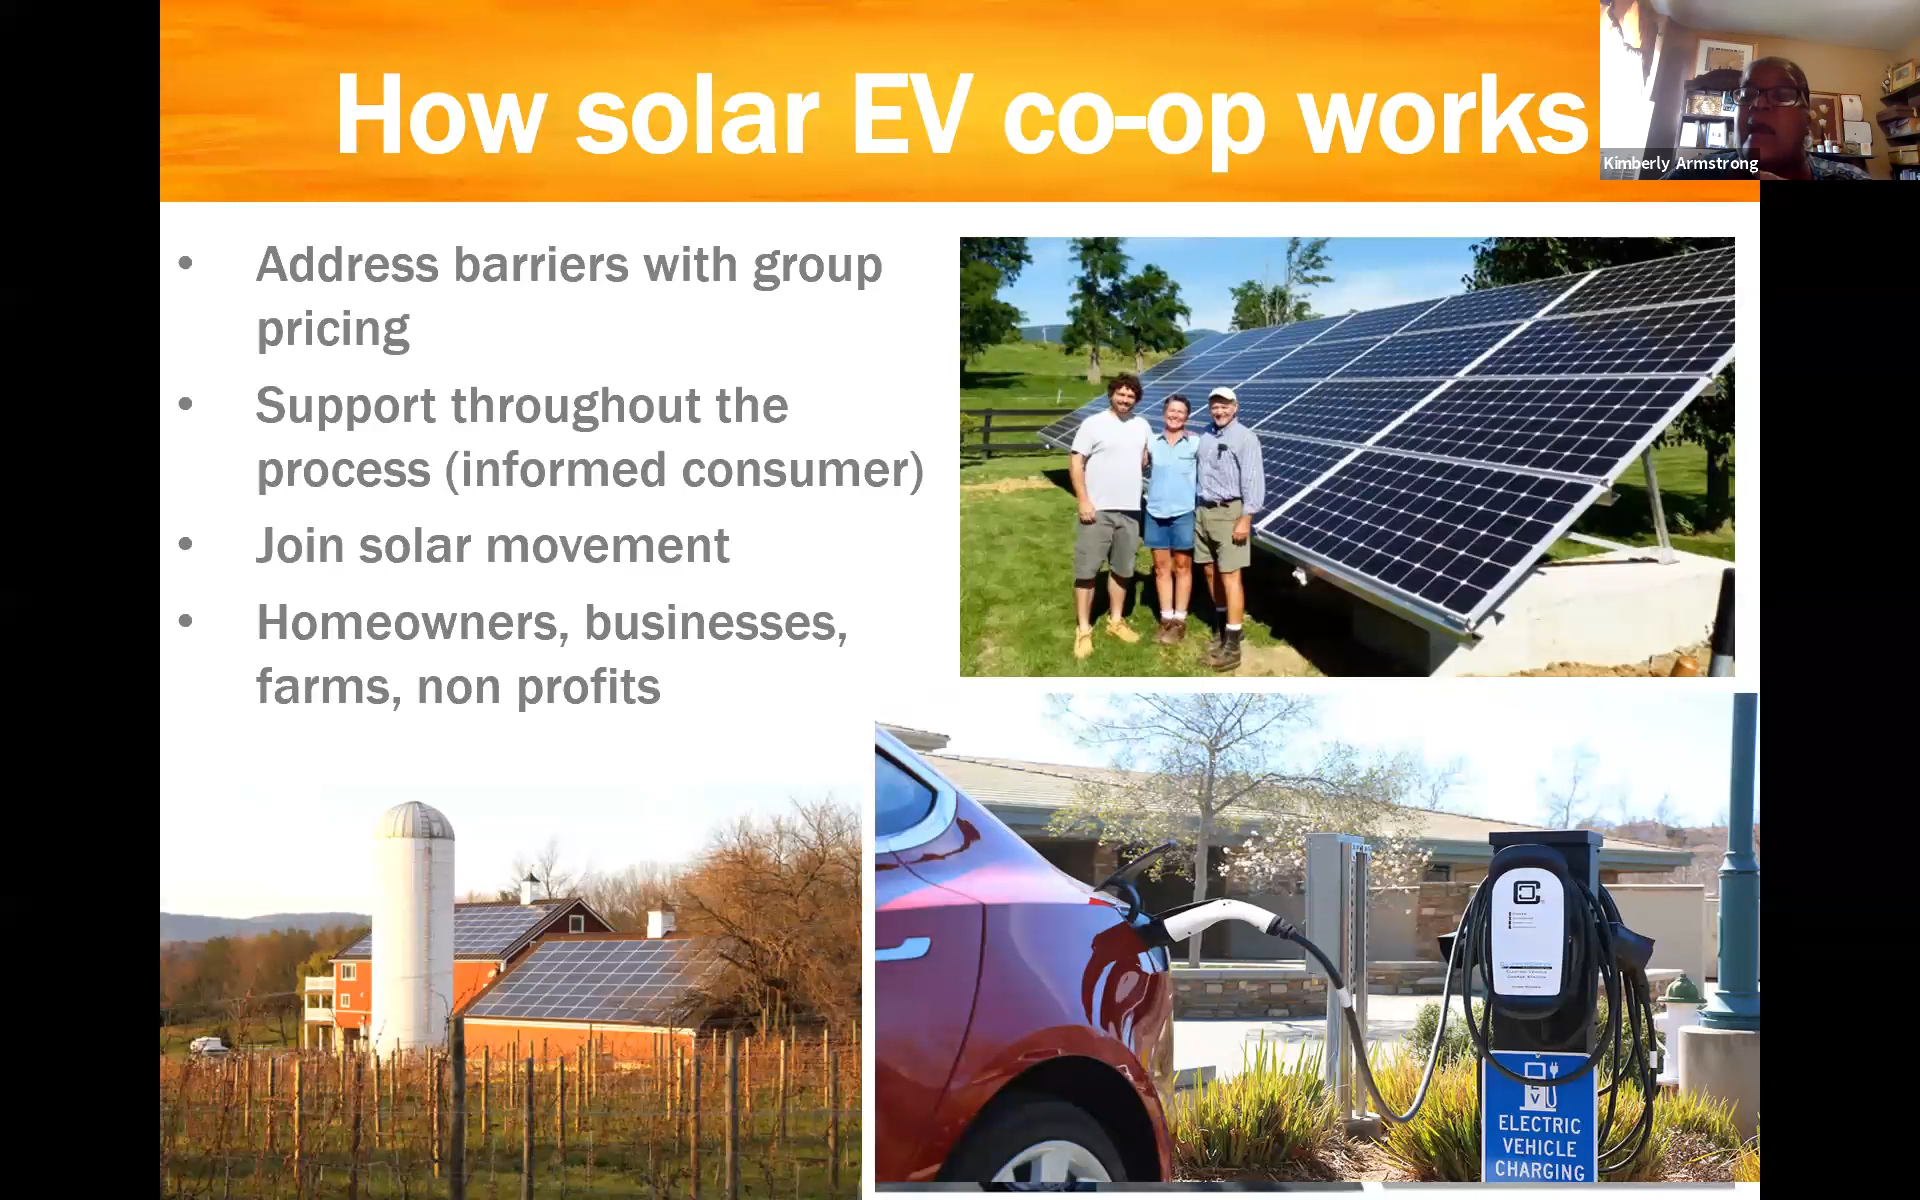 How solar EV co-op works
Kimberly Armstrong
• Address barriers with group
pricing
• Support throughout the
process (informed consumer)
• Join solar movement
• Homeowners, businesses,
farms, non profits
ELECTRIC
VEHICLE
CHARGING